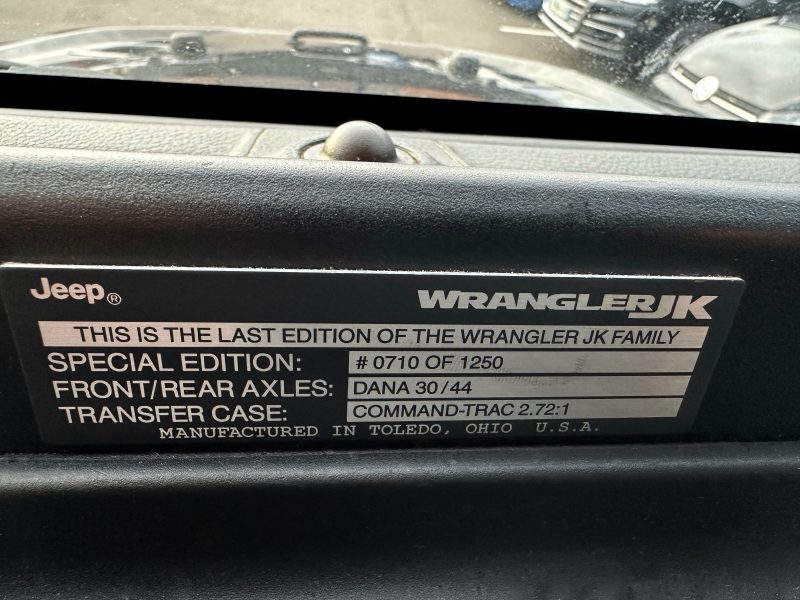 Jeep® WRANGLER JK
THIS IS THE LAST EDITION OF THE WRANGLER JK FAMILY
SPECIAL EDITION: # 0710 OF 1250
FRONT/REAR AXLES: DANA 30/44
TRANSFER CASE: COMMAND-TRAC 2.72:1
MANUFACTURED IN TOLEDO, OHIO U.S.A.